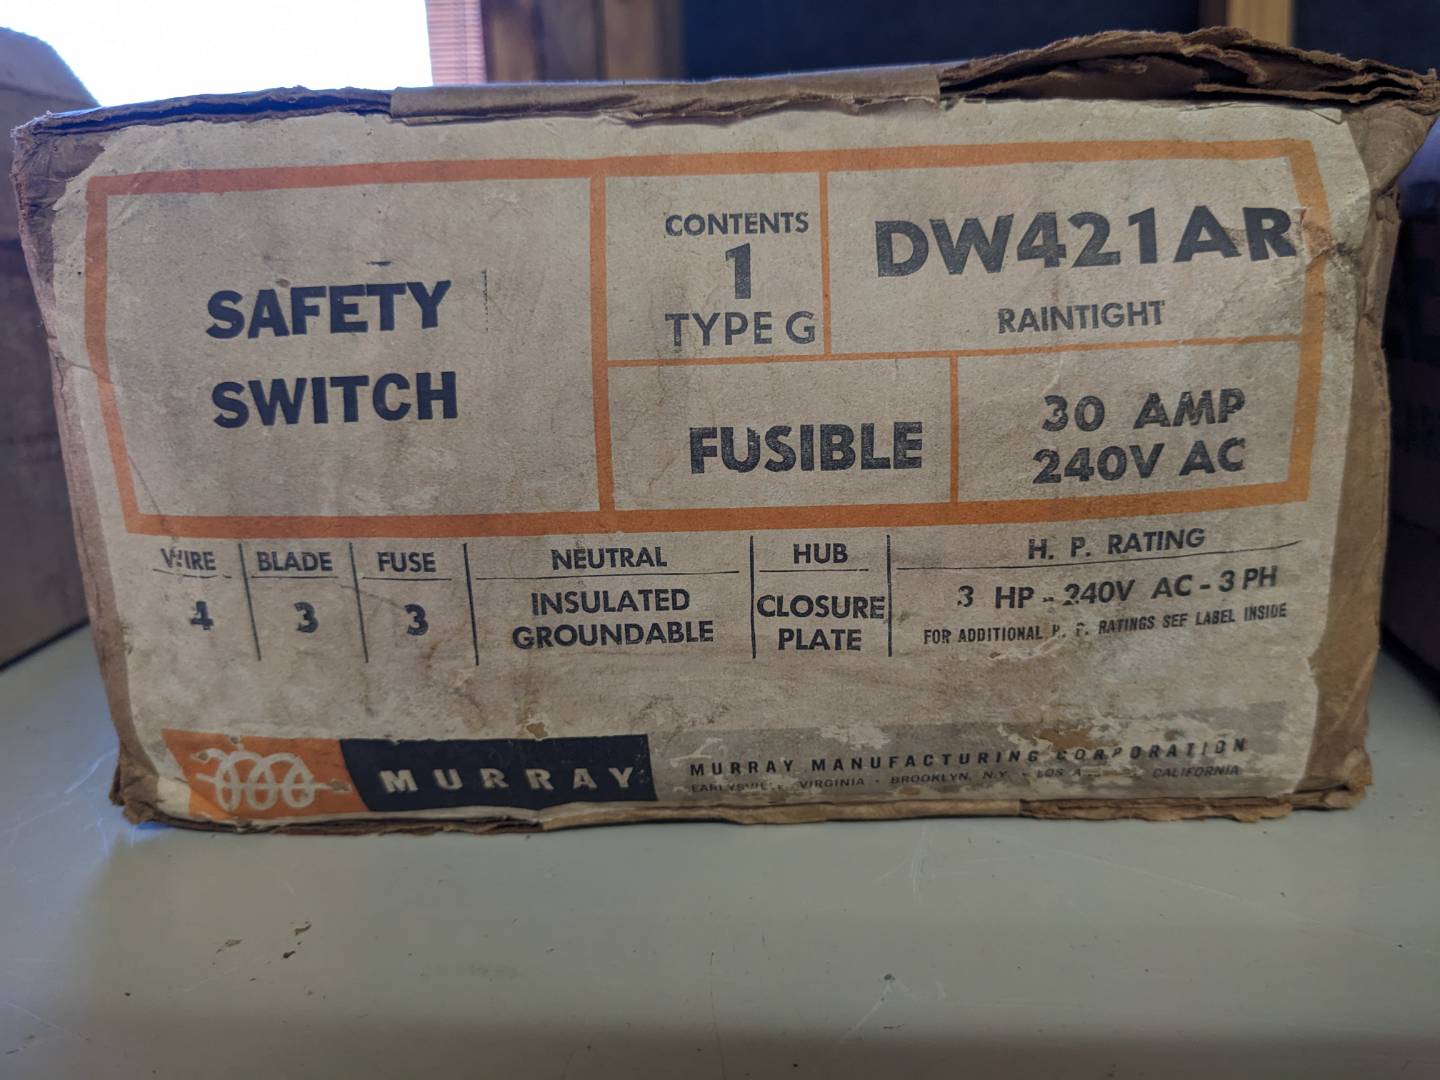 SAFETY
SWITCH
CONTENTS
1
TYPE G
DW421AR
RAINTIGHT
FUSIBLE
30 AMP
240V AC
WIRE BLADE FUSE NEUTRAL HUB H. P. RATING
4 3 3 INSULATED GROUNDABLE CLOSURE PLATE 3 HP - 240V AC - 3 PH
FOR ADDITIONAL H. P. RATINGS SEE LABEL INSIDE
MURRAY
MURRAY MANUFACTURING CORPORATION
EARLYSVILLE, VIRGINIA - BROOKLYN, N.Y. - LOS CALIFORNIA